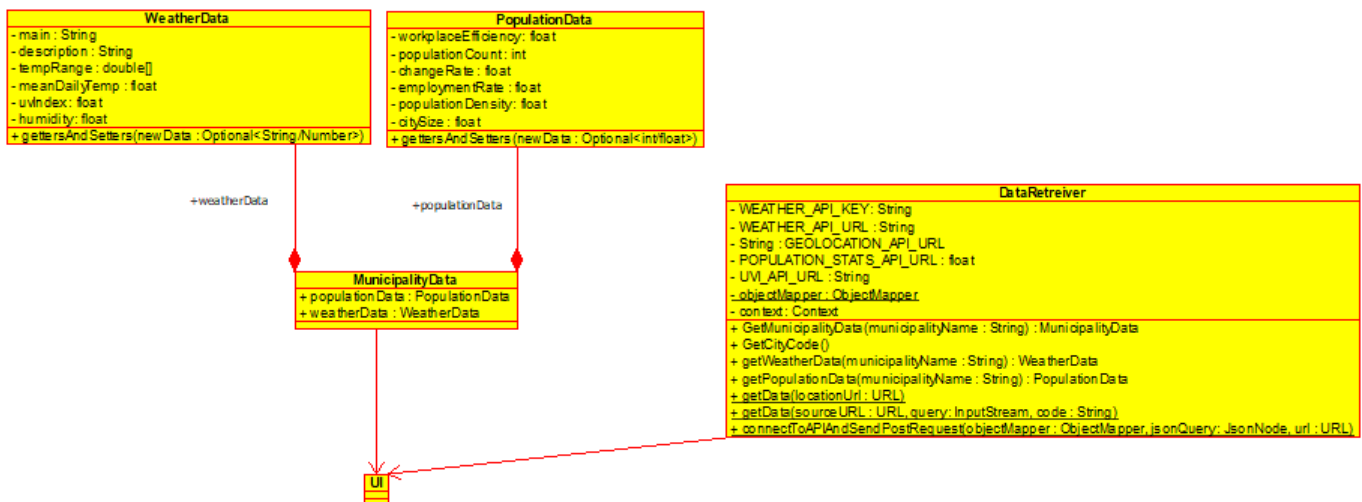 WeatherData
- main : String
- description : String
- tempRange : double[]
- meanDailyTemp : float
- uvIndex : float
- humidity: float
+ gettersAndSetters(newData : Optional<String/Number>)
PopulationData
- workplaceEfficiency: float
- populationCount : int
- changeRate : float
- employmentRate : float
- populationDensity: float
- citySize : float
+ gettersAndSetters(newData : Optional<int/float>)
+weatherData
+populationData
MunicipalityData
+ populationData : PopulationData
+ weatherData : WeatherData
DataRetreiver
- WEATHER_API_KEY: String
- WEATHER_API_URL : String
- String : GEOLOCATION_API_URL
- POPULATION_STATS_API_URL : float
- UVI_API_URL : String
- objectMapper : ObjectMapper
- context : Context
+ GetMunicipalityData(municipalityName : String) : MunicipalityData
+ GetCityCode()
+ getWeatherData(municipalityName : String) : WeatherData
+ getPopulationData(municipalityName : String) : PopulationData
+ getData(locationUrl : URL)
+ getData(sourceURL : URL, query: InputStream, code : String)
+ connectToAPIAndSendPostRequest(objectMapper : ObjectMapper, jsonQuery: JsonNode, url : URL)
UI